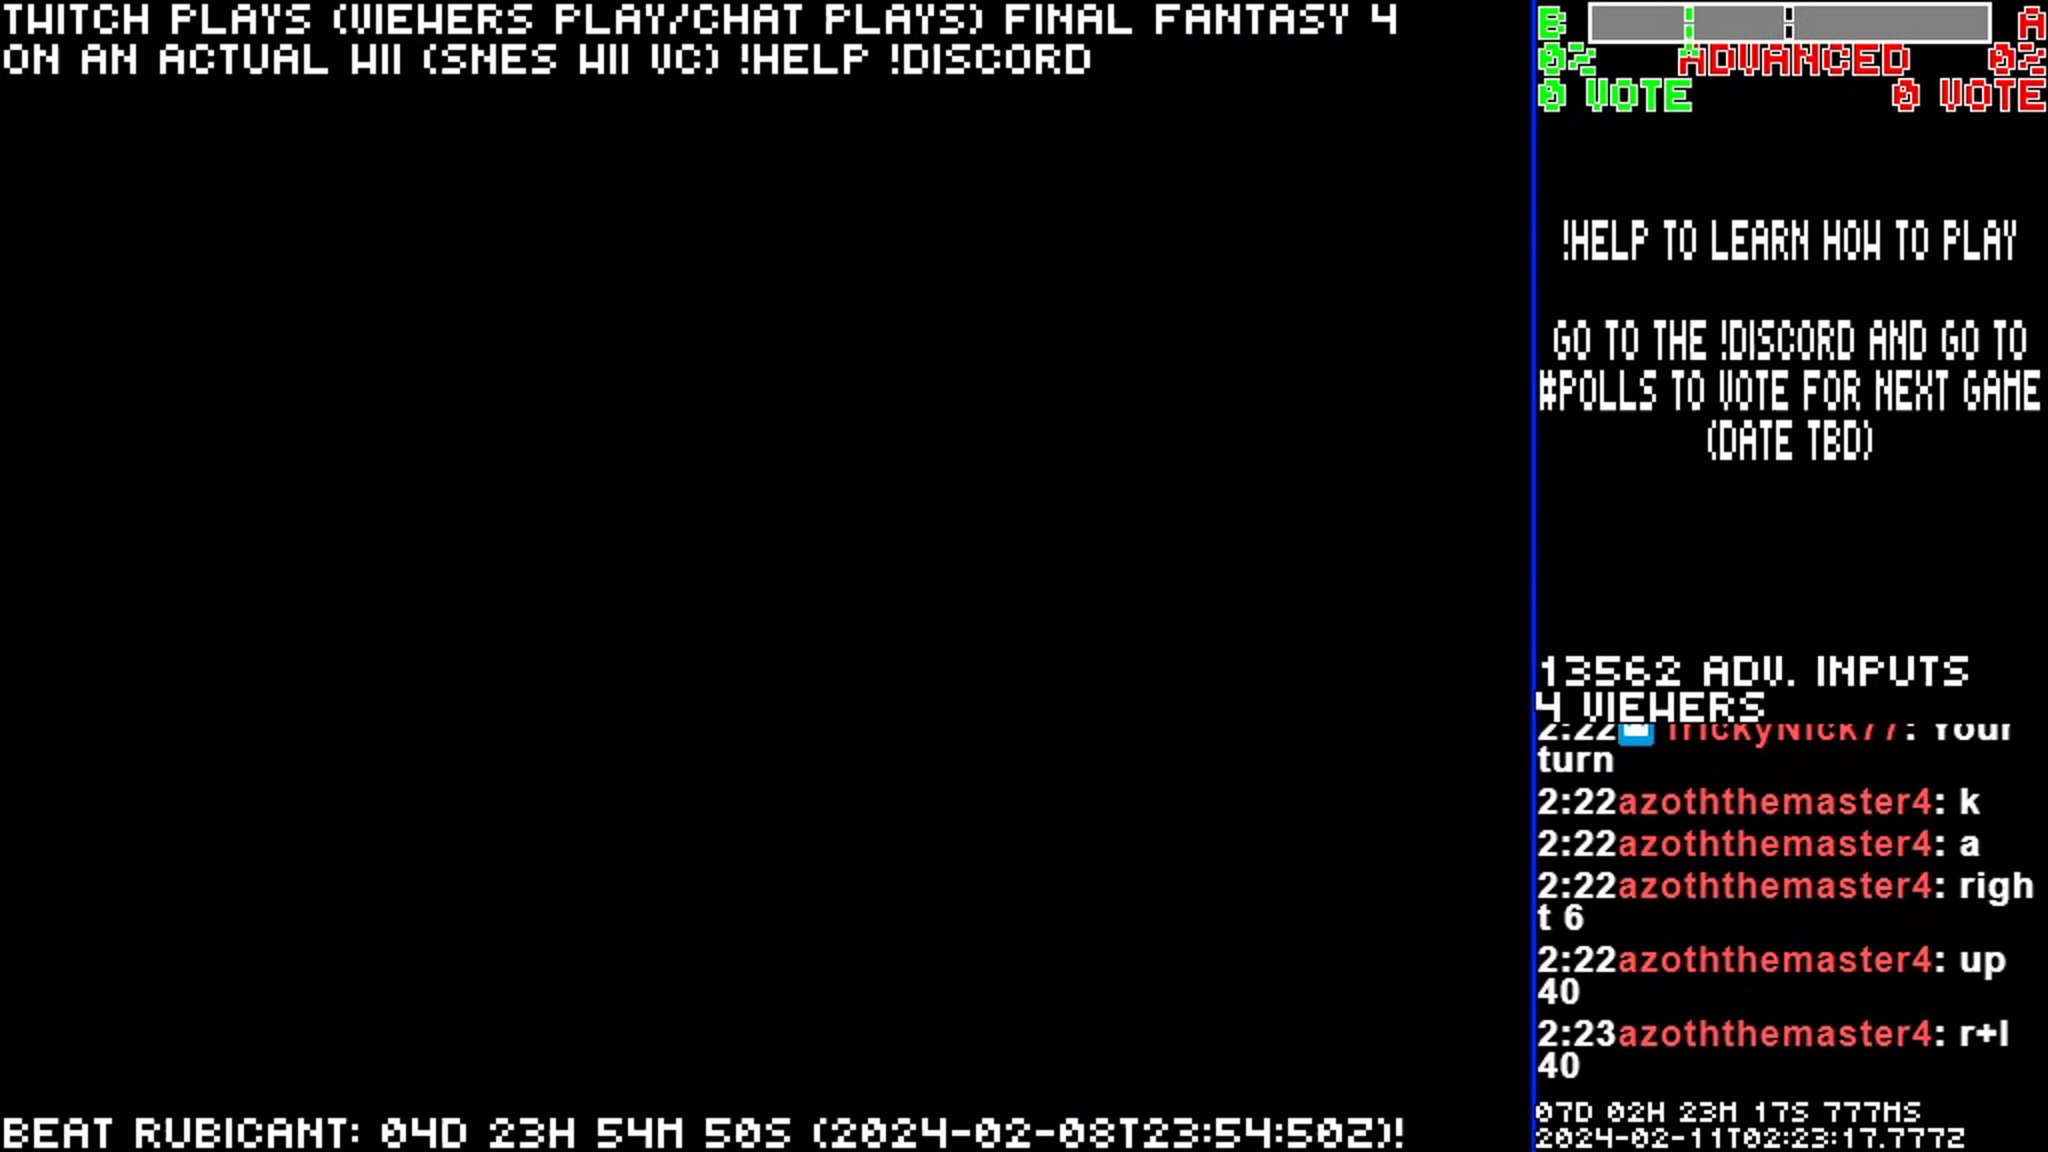 TWITCH PLAYS (VIEWERS PLAY/CHAT PLAYS) FINAL FANTASY 4
ON AN ACTUAL WII (SNES WII VC) !HELP !DISCORD
B A
0% ADVANCED 0%
0 VOTE 0 VOTE
!HELP TO LEARN HOW TO PLAY
GO TO THE !DISCORD AND GO TO
#POLLS TO VOTE FOR NEXT GAME
(DATE TBD)
13562 ADV. INPUTS
4 VIEWERS
2:22 TrickyNick77: Your
turn
2:22azoththemaster4: k
2:22azoththemaster4: a
2:22azoththemaster4: righ
t 6
2:22azoththemaster4: up
40
2:23azoththemaster4: r+l
40
07D 02H 23M 17S 777MS
2024-02-11T02:23:17.777Z
BEAT RUBICANT: 04D 23H 54M 50S (2024-02-08T23:54:50Z)!